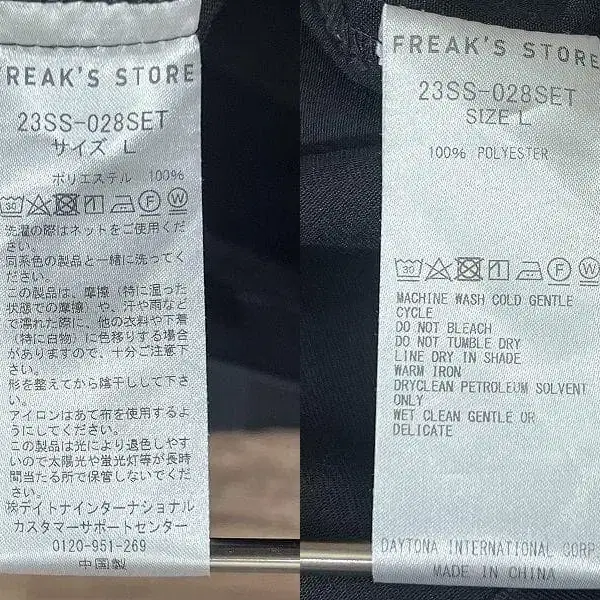 FREAK'S STORE
23SS-028SET
サイズ L
ポリエステル 100%
30 F W
洗濯の際はネットをご使用くだ
さい。
同系色の製品と一緒に洗ってく
ださい。
この製品は、摩擦（特に湿った
状態での摩擦）や、汗や雨など
で濡れた際に、他の衣料や下着
（特に白物）に色移りする場合
がありますので、十分ご注意下
さい。
形を整えてから陰干しして下さ
い。
アイロンはあて布を使用するよ
うにしてください。
この製品は光により退色しやす
いので太陽光や蛍光灯等が長時
間当たる所で保管しないでくだ
さい。
㈱デイトナインターナショナル
カスタマーサポートセンター
0120-951-269
中国製
FREAK'S STORE
23SS-028SET
SIZE L
100% POLYESTER
30 F W
MACHINE WASH COLD GENTLE
CYCLE
DO NOT BLEACH
DO NOT TUMBLE DRY
LINE DRY IN SHADE
WARM IRON
DRYCLEAN PETROLEUM SOLVENT
ONLY
WET CLEAN GENTLE OR
DELICATE
DAYTONA INTERNATIONAL CORP
MADE IN CHINA